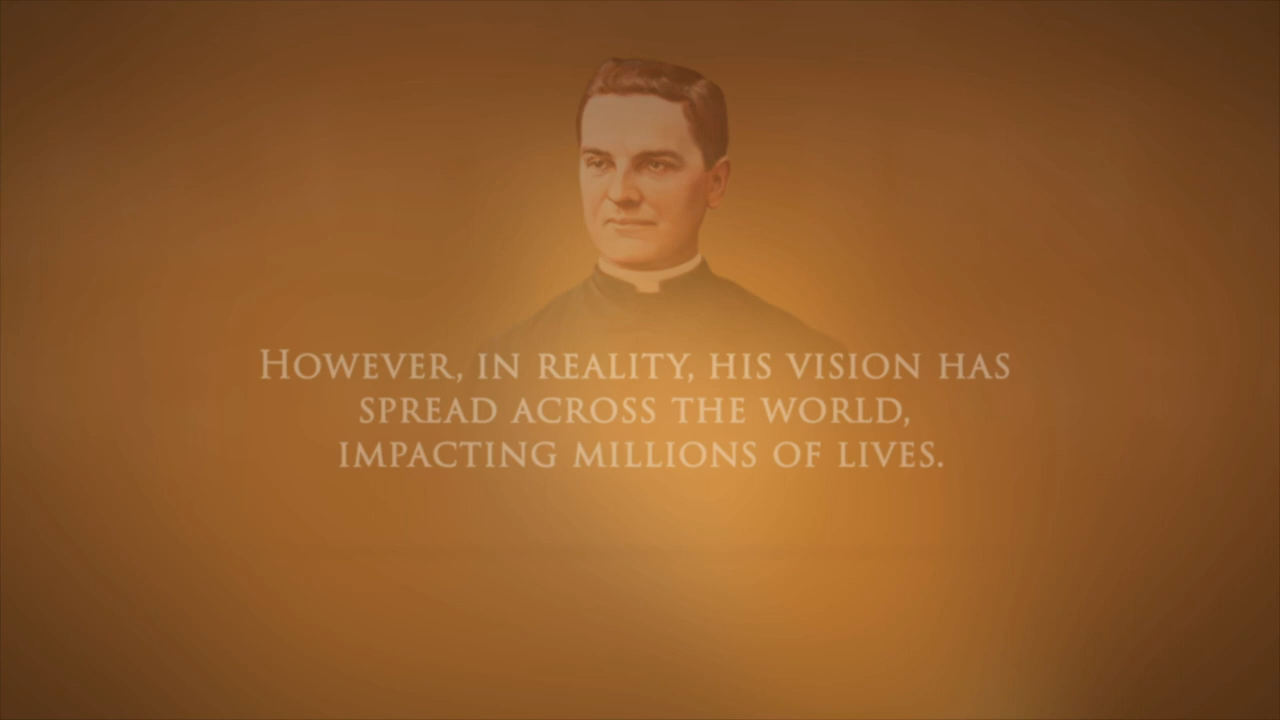 However, in reality, his vision has
spread across the world,
impacting millions of lives.